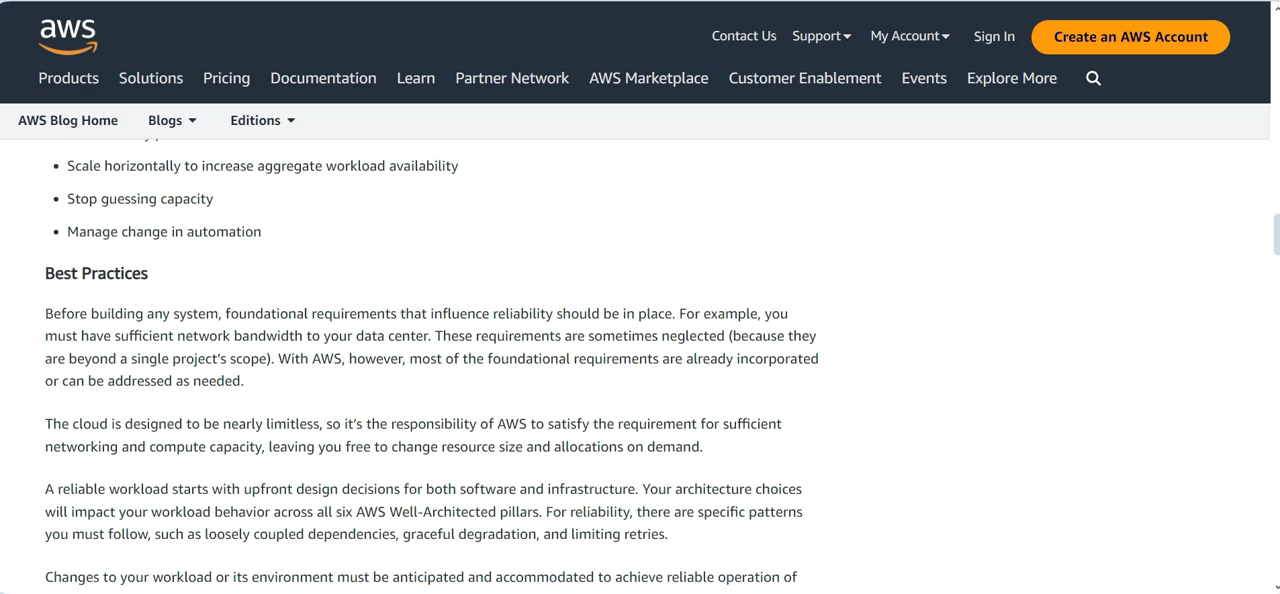 aws
Contact Us Support My Account Sign In Create an AWS Account
Products Solutions Pricing Documentation Learn Partner Network AWS Marketplace Customer Enablement Events Explore More
AWS Blog Home Blogs Editions
• Scale horizontally to increase aggregate workload availability
• Stop guessing capacity
• Manage change in automation
Best Practices
Before building any system, foundational requirements that influence reliability should be in place. For example, you
must have sufficient network bandwidth to your data center. These requirements are sometimes neglected (because they
are beyond a single project's scope). With AWS, however, most of the foundational requirements are already incorporated
or can be addressed as needed.
The cloud is designed to be nearly limitless, so it's the responsibility of AWS to satisfy the requirement for sufficient
networking and compute capacity, leaving you free to change resource size and allocations on demand.
A reliable workload starts with upfront design decisions for both software and infrastructure. Your architecture choices
will impact your workload behavior across all six AWS Well-Architected pillars. For reliability, there are specific patterns
you must follow, such as loosely coupled dependencies, graceful degradation, and limiting retries.
Changes to your workload or its environment must be anticipated and accommodated to achieve reliable operation of